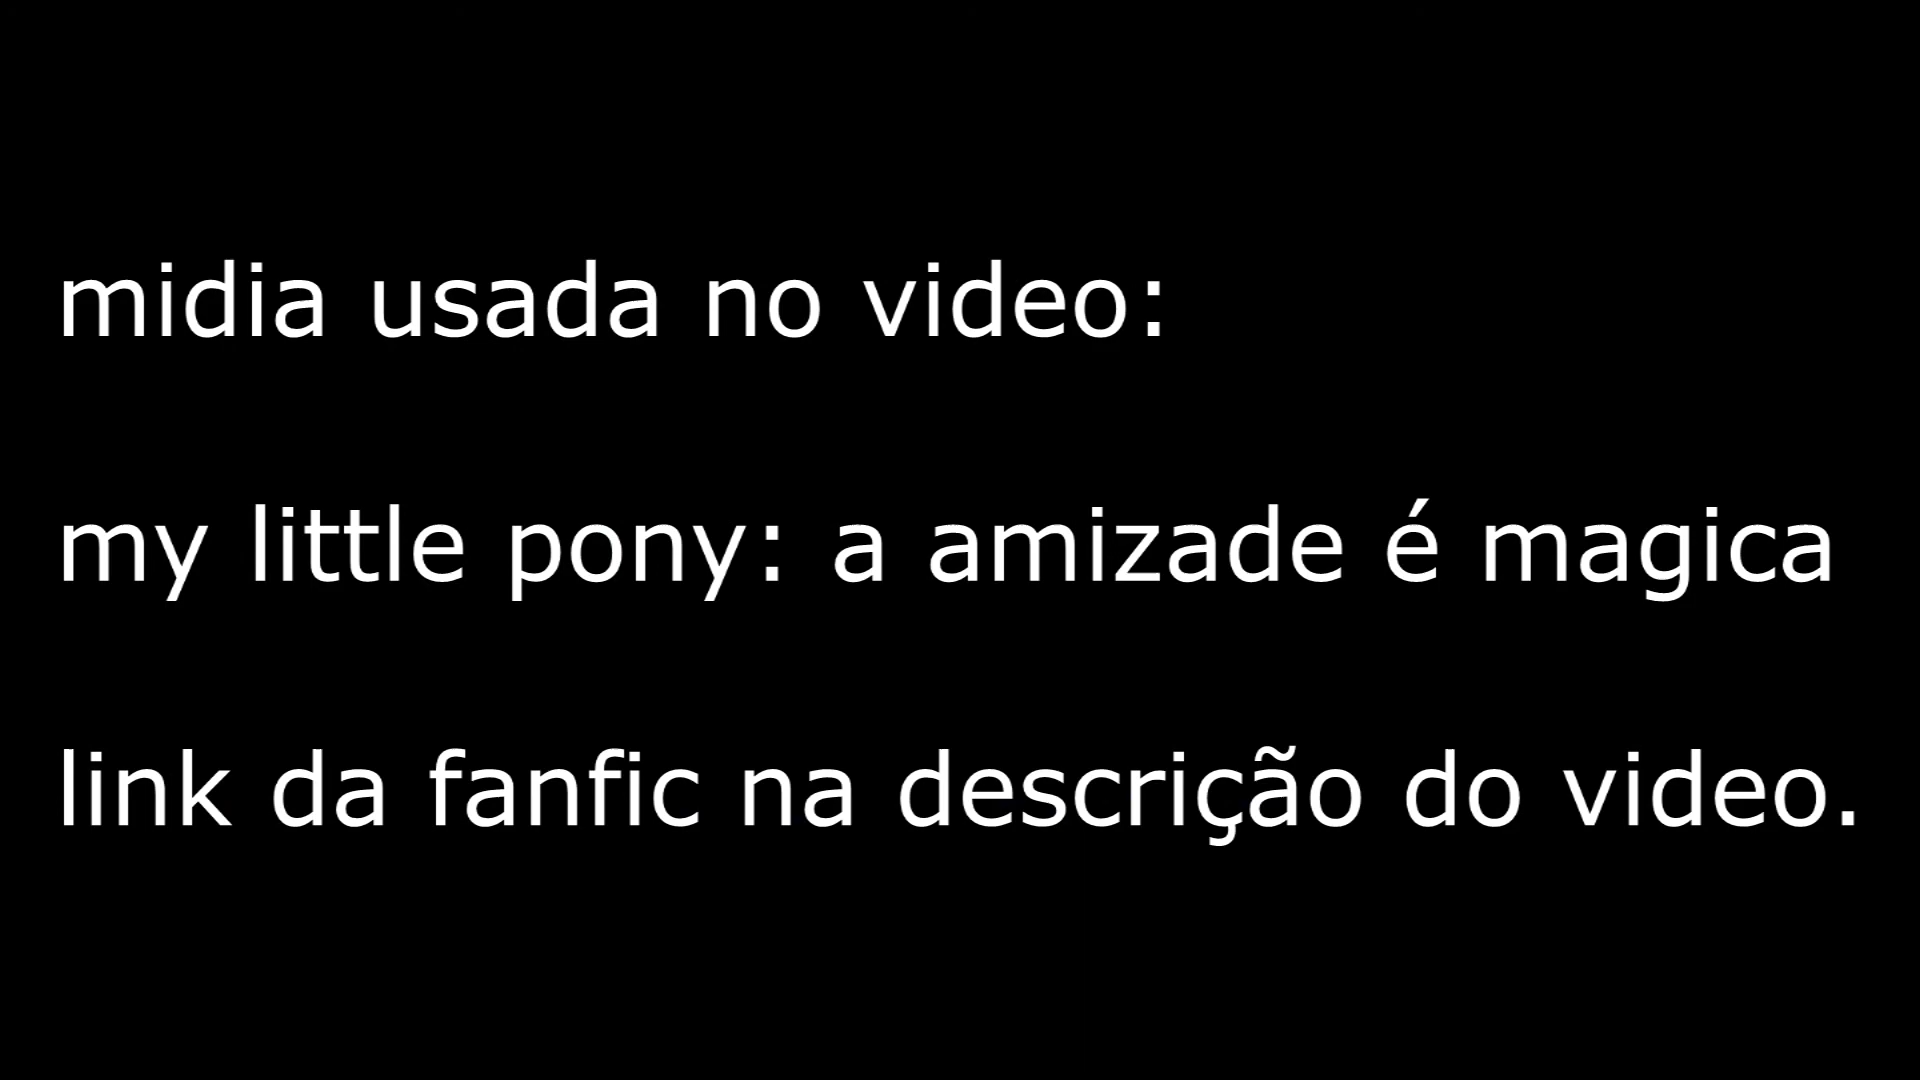 midia usada no video:
my little pony: a amizade é magica
link da fanfic na descrição do video.